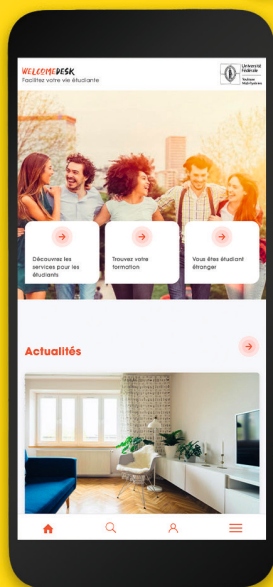 WELCOMEDESK
Facilitez votre vie étudiante
Université
Fédérale
Toulouse
Midi-Pyrénées
Découvrez les
services pour les
étudiants
Trouvez votre
formation
Vous êtes étudiant
étranger
Actualités